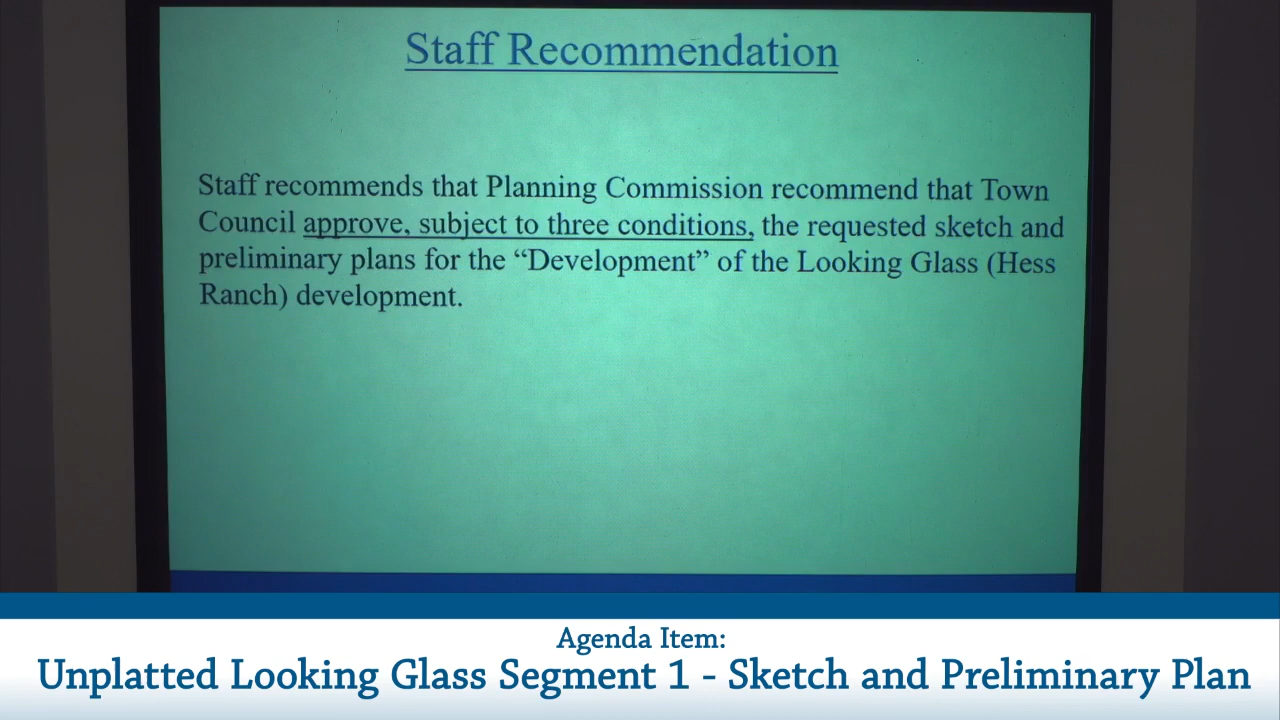 Staff Recommendation
Staff recommends that Planning Commission recommend that Town
Council approve, subject to three conditions, the requested sketch and
preliminary plans for the “Development” of the Looking Glass (Hess
Ranch) development.
Agenda Item:
Unplatted Looking Glass Segment 1 - Sketch and Preliminary Plan